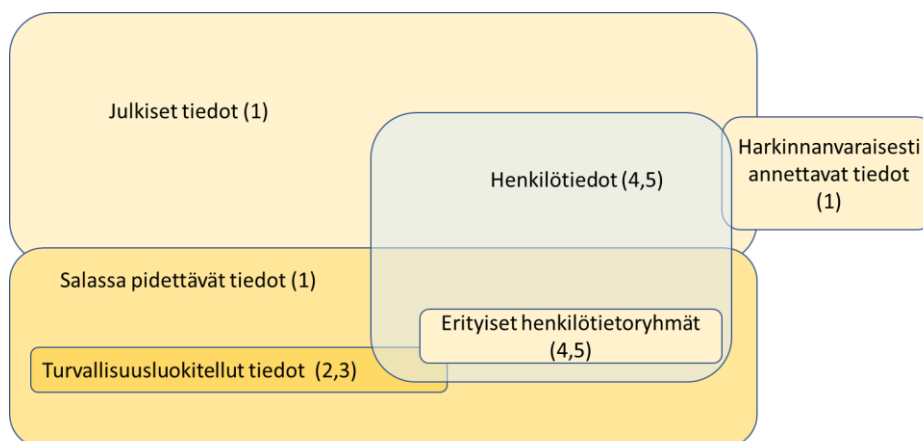 Julkiset tiedot (1)
Henkilötiedot (4,5)
Harkinnanvaraisesti
annettavat tiedot
(1)
Salassa pidettävät tiedot (1)
Erityiset henkilötietoryhmät
(4,5)
Turvallisuusluokitellut tiedot (2,3)